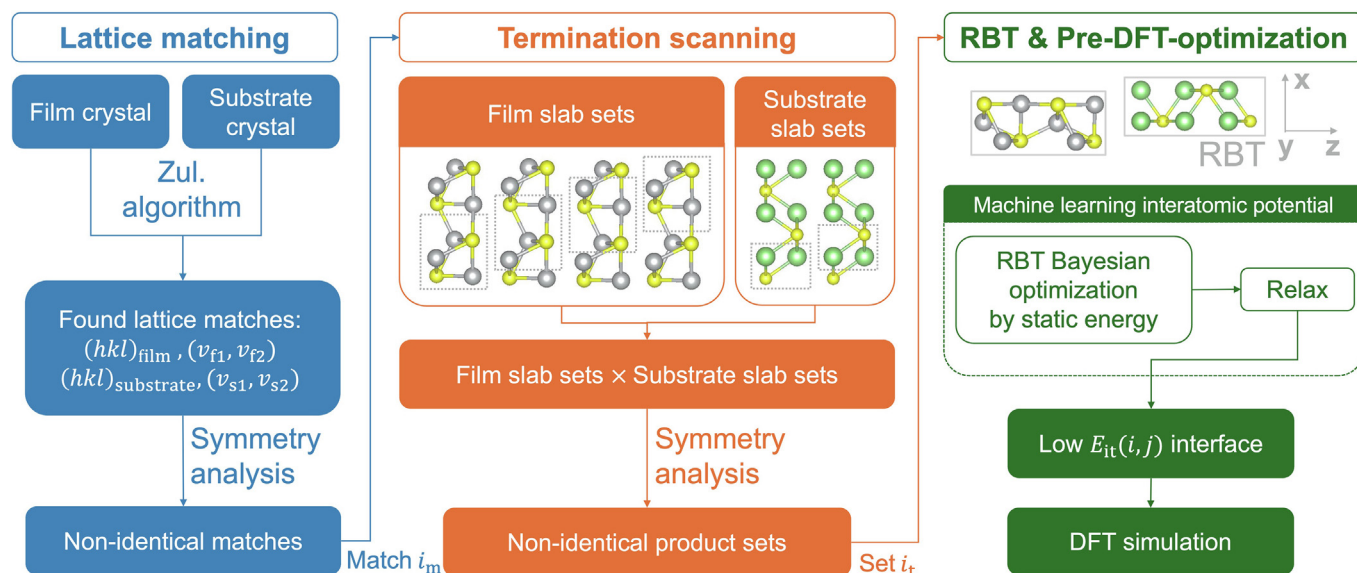 Lattice matching
Film crystal
Substrate
crystal
Zul.
algorithm
Found lattice matches:
(hkl)film , (vf1, vf2)
(hkl)substrate, (vs1, vs2)
Symmetry
analysis
Non-identical matches
Match im
Termination scanning
Film slab sets
Substrate
slab sets
Film slab sets × Substrate slab sets
Symmetry
analysis
Non-identical product sets
Set it
RBT & Pre-DFT-optimization
RBT
x
y
z
Machine learning interatomic potential
RBT Bayesian
optimization
by static energy
Relax
Low Eit(i, j) interface
DFT simulation